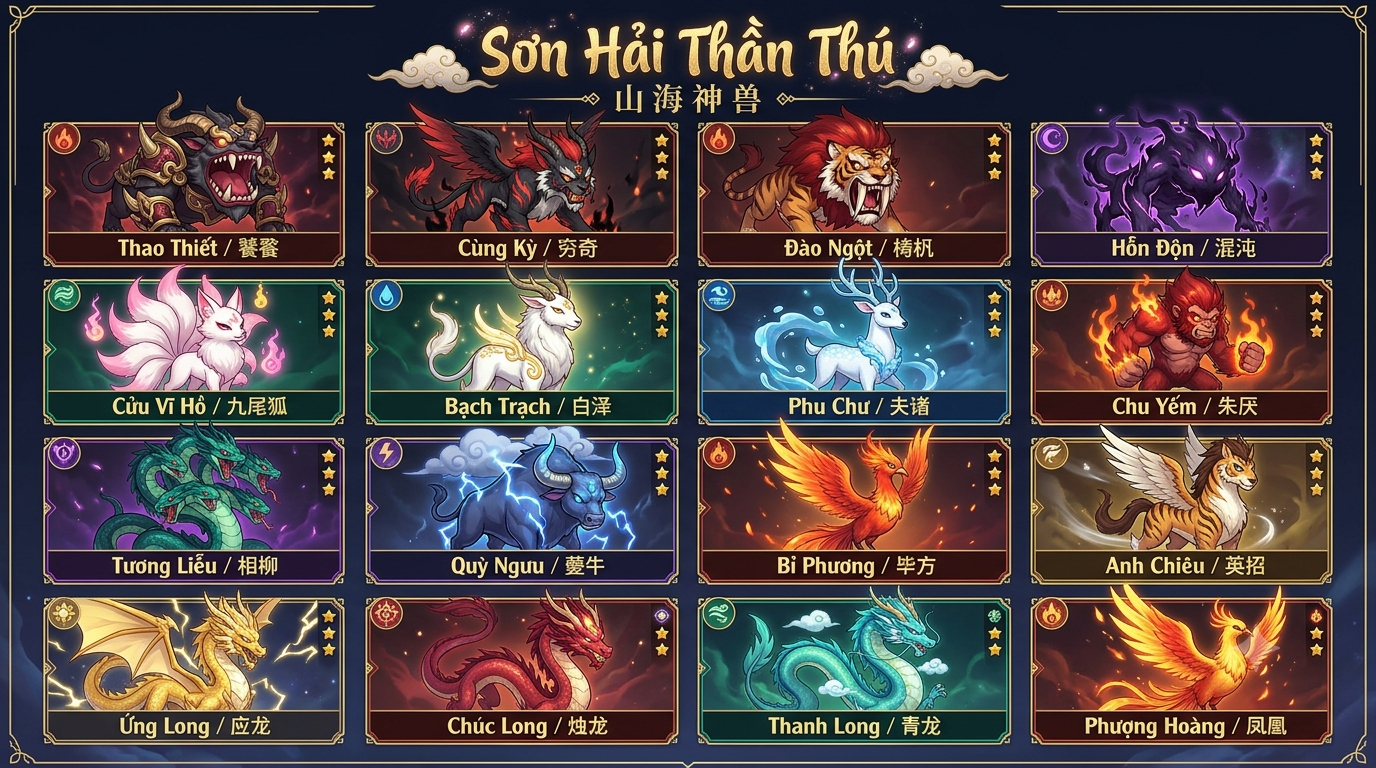 Sơn Hải Thần Thú
山海神兽
Thao Thiết / 饕餮
Cùng Kỳ / 穷奇
Đào Ngột / 梼杌
Hỗn Độn / 混沌
Cửu Vĩ Hồ / 九尾狐
Bạch Trạch / 白泽
Phu Chư / 夫诸
Chu Yếm / 朱厌
Tương Liễu / 相柳
Quỳ Ngưu / 夔牛
Bỉ Phương / 毕方
Anh Chiêu / 英招
Ứng Long / 应龙
Chúc Long / 烛龙
Thanh Long / 青龙
Phượng Hoàng / 凤凰